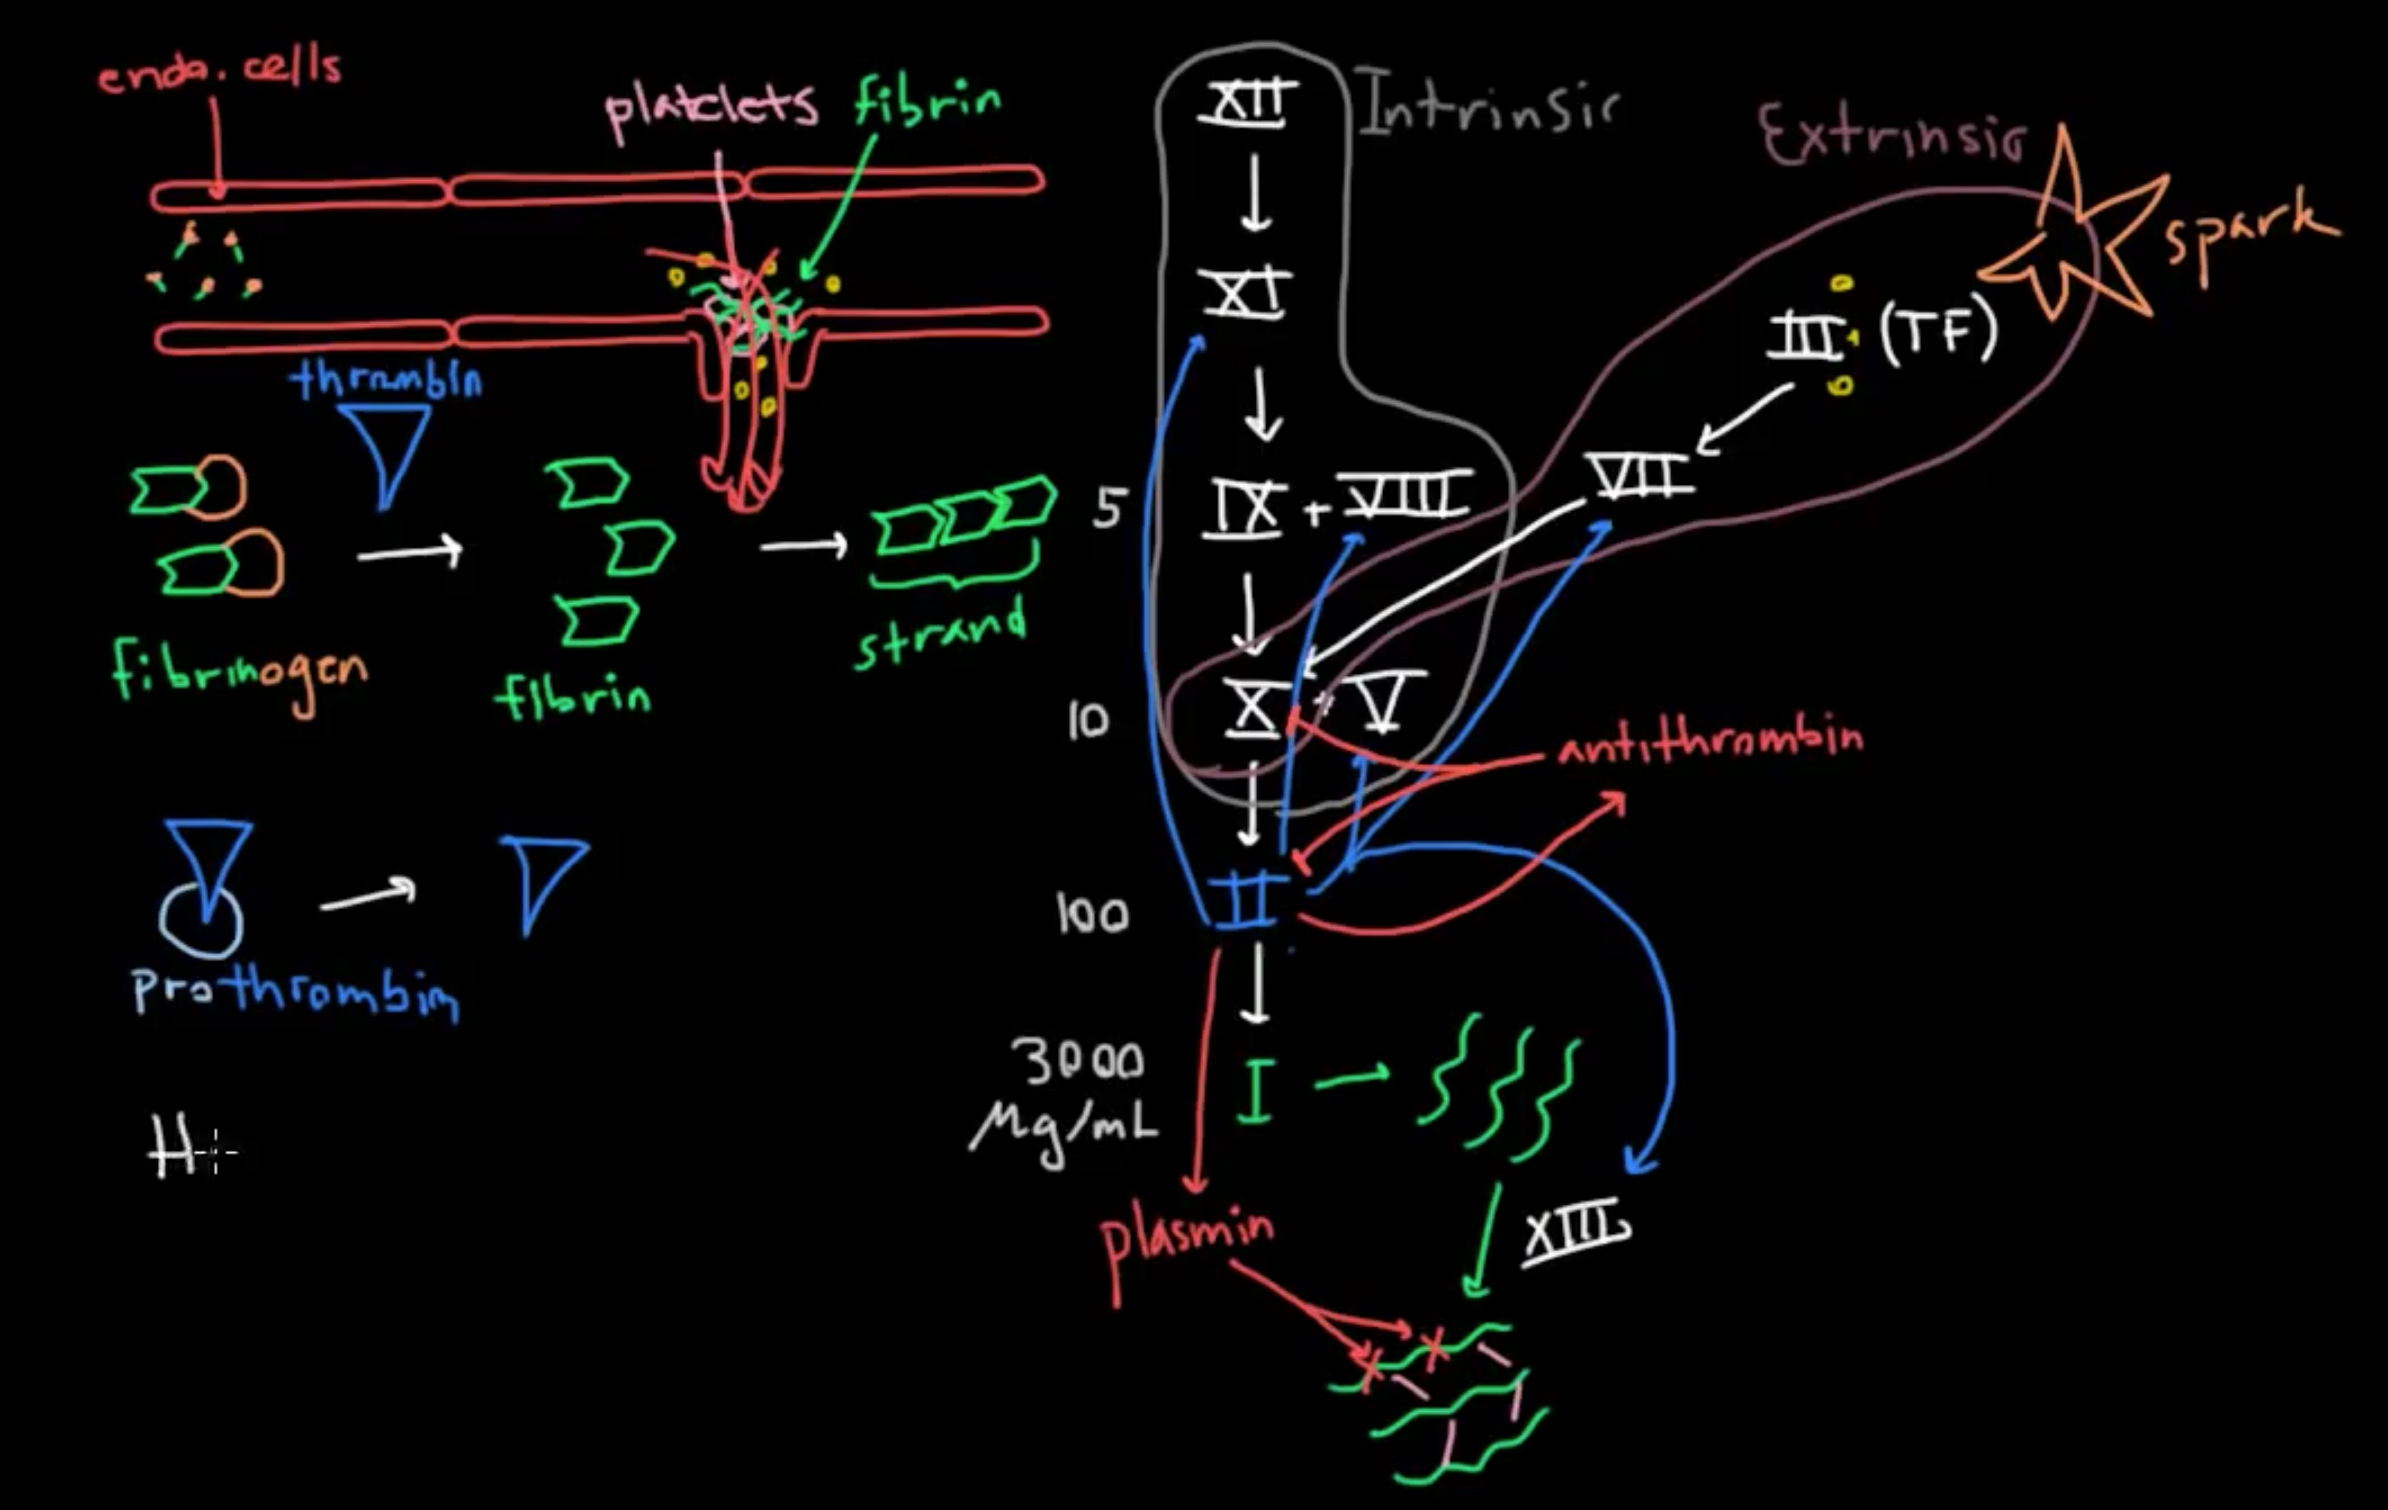 endo. cells
platelets fibrin
thrombin
fibrinogen
fibrin
strand
prothrombin
H
XII
Intrinsic
Extrinsic
spark
XI
III (TF)
VII
5 IX + VIII
10 X + V
antithrombin
100 II
3000
Mg/mL
I
plasmin
XIII